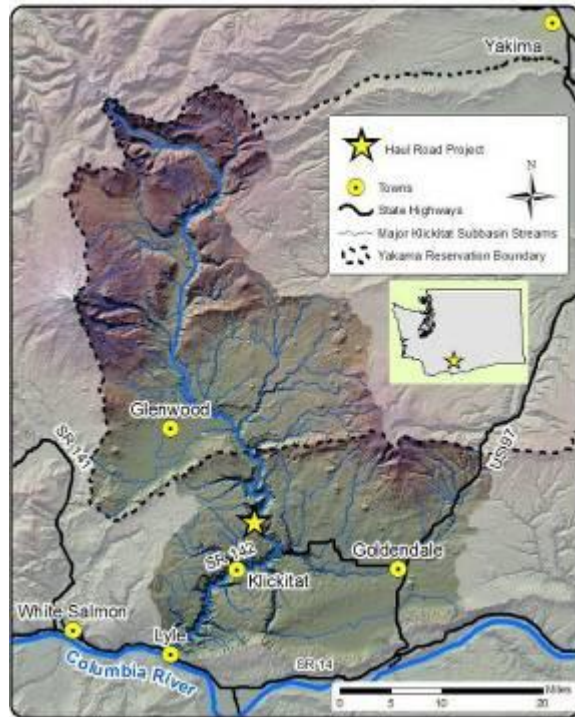 Yakima
Haul Road Project
N
Towns
State Highways
Major Klickitat Subbasin Streams
Yakama Reservation Boundary
Glenwood
SR 141
US 97
SR 142
Goldendale
Klickitat
White Salmon
Lyle
SR 14
Columbia River
Miles
0 5 10 20